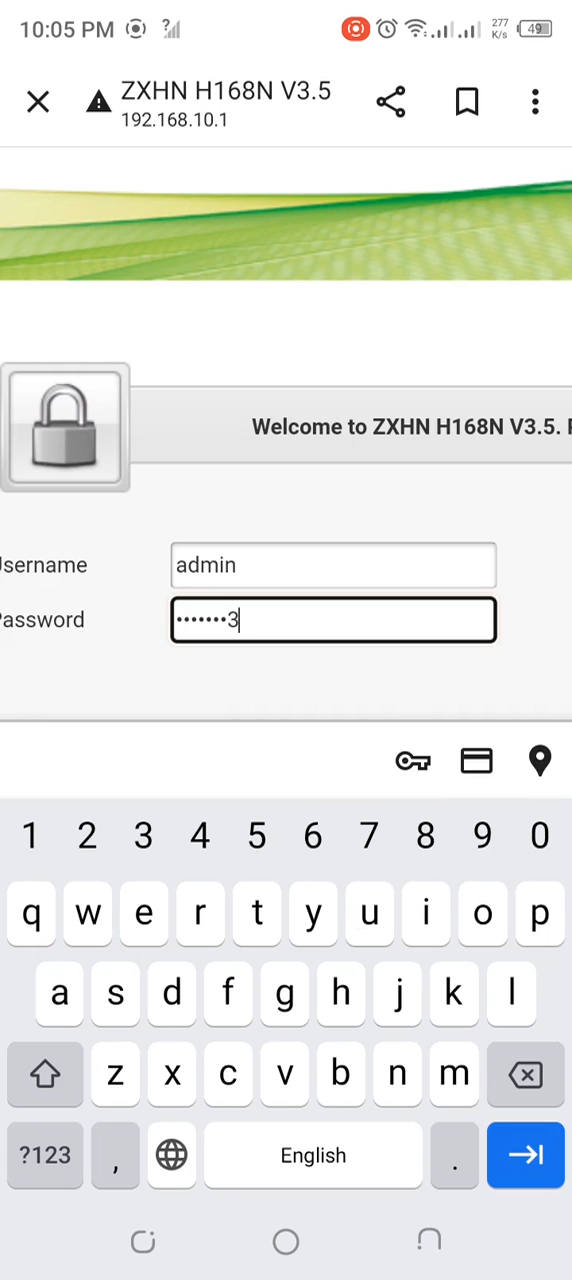 10:05 PM
277
K/s
49
ZXHN H168N V3.5
192.168.10.1
Welcome to ZXHN H168N V3.5.
Username admin
Password •••••••3
1 2 3 4 5 6 7 8 9 0
q w e r t y u i o p
a s d f g h j k l
z x c v b n m
?123 , English .